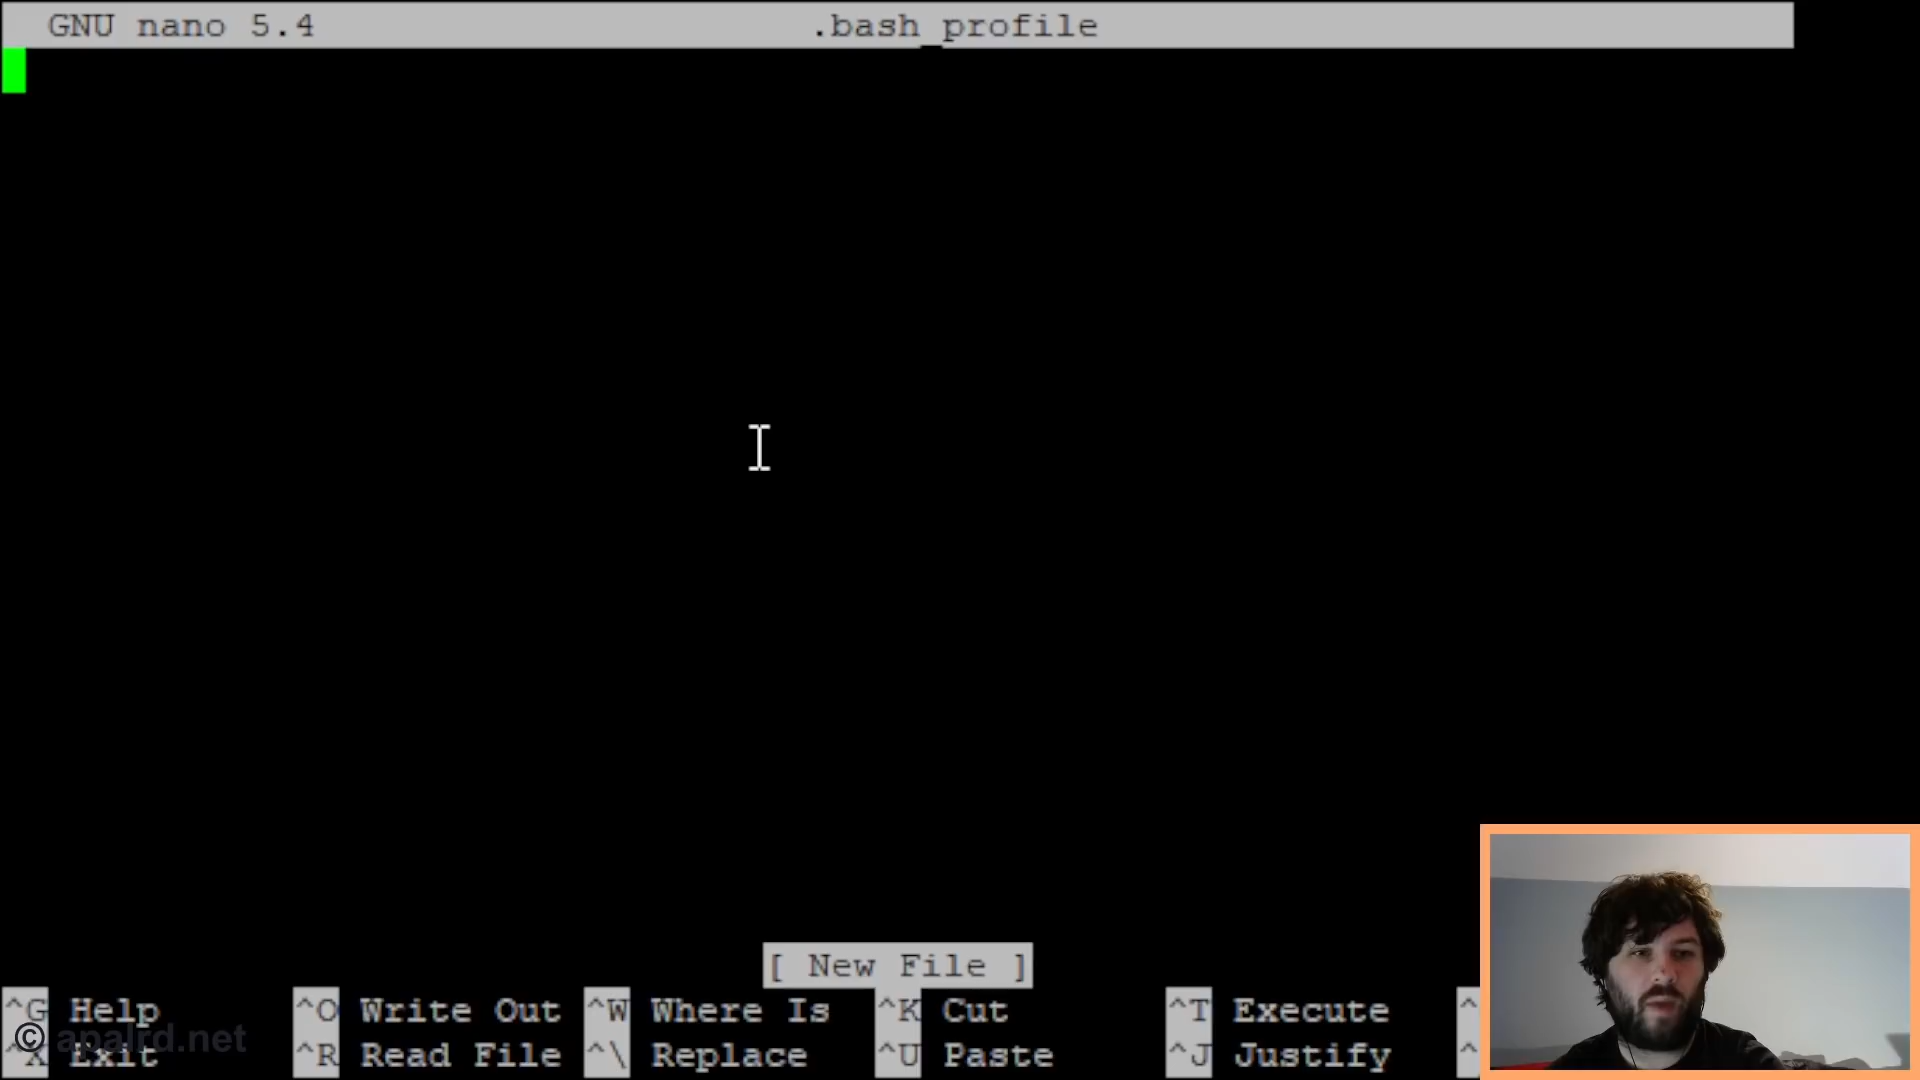 GNU nano 5.4 .bash_profile
[ New File ]
^G Help ^O Write Out ^W Where Is ^K Cut ^T Execute ^
^X Exit ^R Read File ^\ Replace ^U Paste ^J Justify ^
© apalrd.net